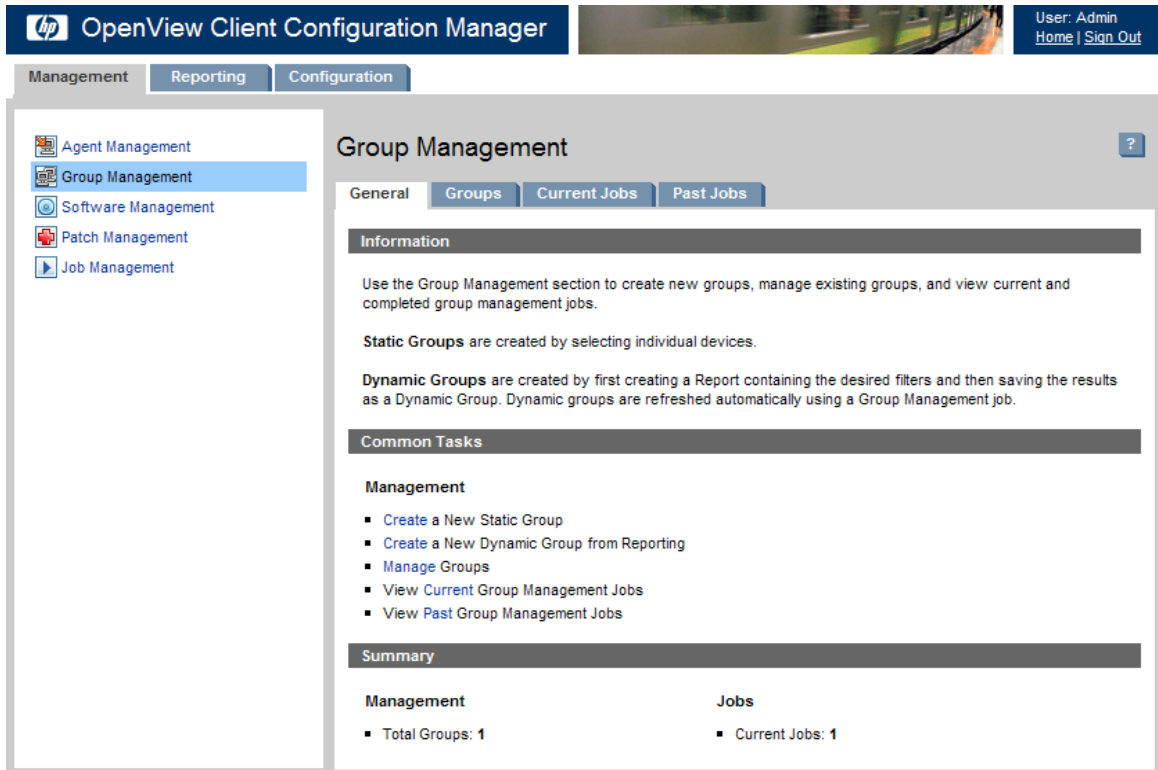 hp OpenView Client Configuration Manager
User: Admin
Home | Sign Out
Management Reporting Configuration
Agent Management
Group Management
Software Management
Patch Management
Job Management
Group Management
?
General Groups Current Jobs Past Jobs
Information
Use the Group Management section to create new groups, manage existing groups, and view current and
completed group management jobs.
Static Groups are created by selecting individual devices.
Dynamic Groups are created by first creating a Report containing the desired filters and then saving the results
as a Dynamic Group. Dynamic groups are refreshed automatically using a Group Management job.
Common Tasks
Management
▪ Create a New Static Group
▪ Create a New Dynamic Group from Reporting
▪ Manage Groups
▪ View Current Group Management Jobs
▪ View Past Group Management Jobs
Summary
Management
▪ Total Groups: 1
Jobs
▪ Current Jobs: 1